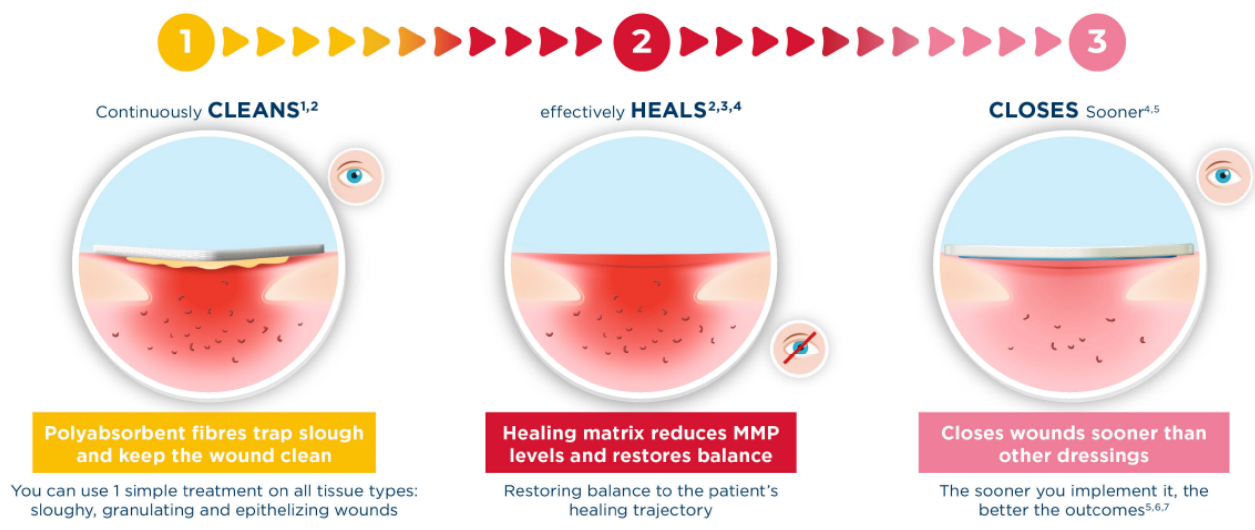 1
2
3
Continuously CLEANS1,2
effectively HEALS2,3,4
CLOSES Sooner4,5
Polyabsorbent fibres trap slough
and keep the wound clean
Healing matrix reduces MMP
levels and restores balance
Closes wounds sooner than
other dressings
You can use 1 simple treatment on all tissue types:
sloughy, granulating and epithelizing wounds
Restoring balance to the patient's
healing trajectory
The sooner you implement it, the
better the outcomes5,6,7